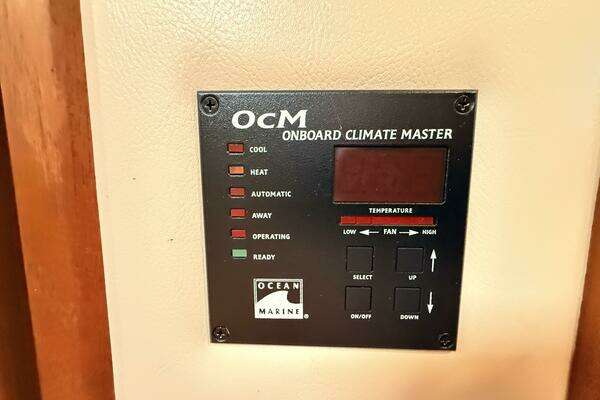 OCM
ONBOARD CLIMATE MASTER
COOL
HEAT
AUTOMATIC
AWAY
OPERATING
READY
TEMPERATURE
LOW FAN HIGH
SELECT UP
ON/OFF DOWN
OCEAN
MARINE®